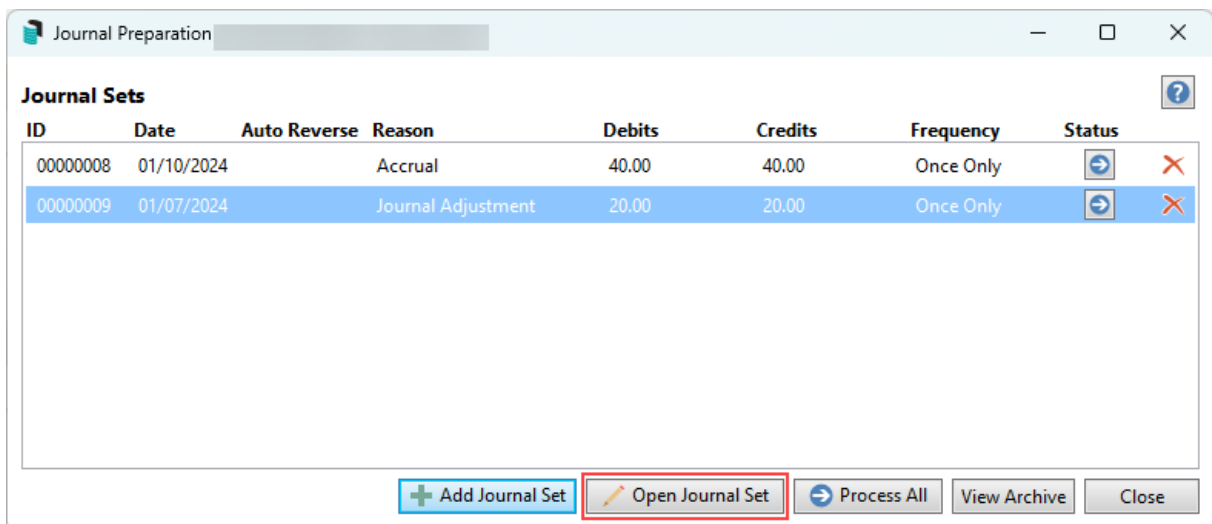 Journal Preparation
Journal Sets
ID Date Auto Reverse Reason Debits Credits Frequency Status
00000008 01/10/2024 Accrual 40.00 40.00 Once Only
00000009 01/07/2024 Journal Adjustment 20.00 20.00 Once Only
Add Journal Set Open Journal Set Process All View Archive Close